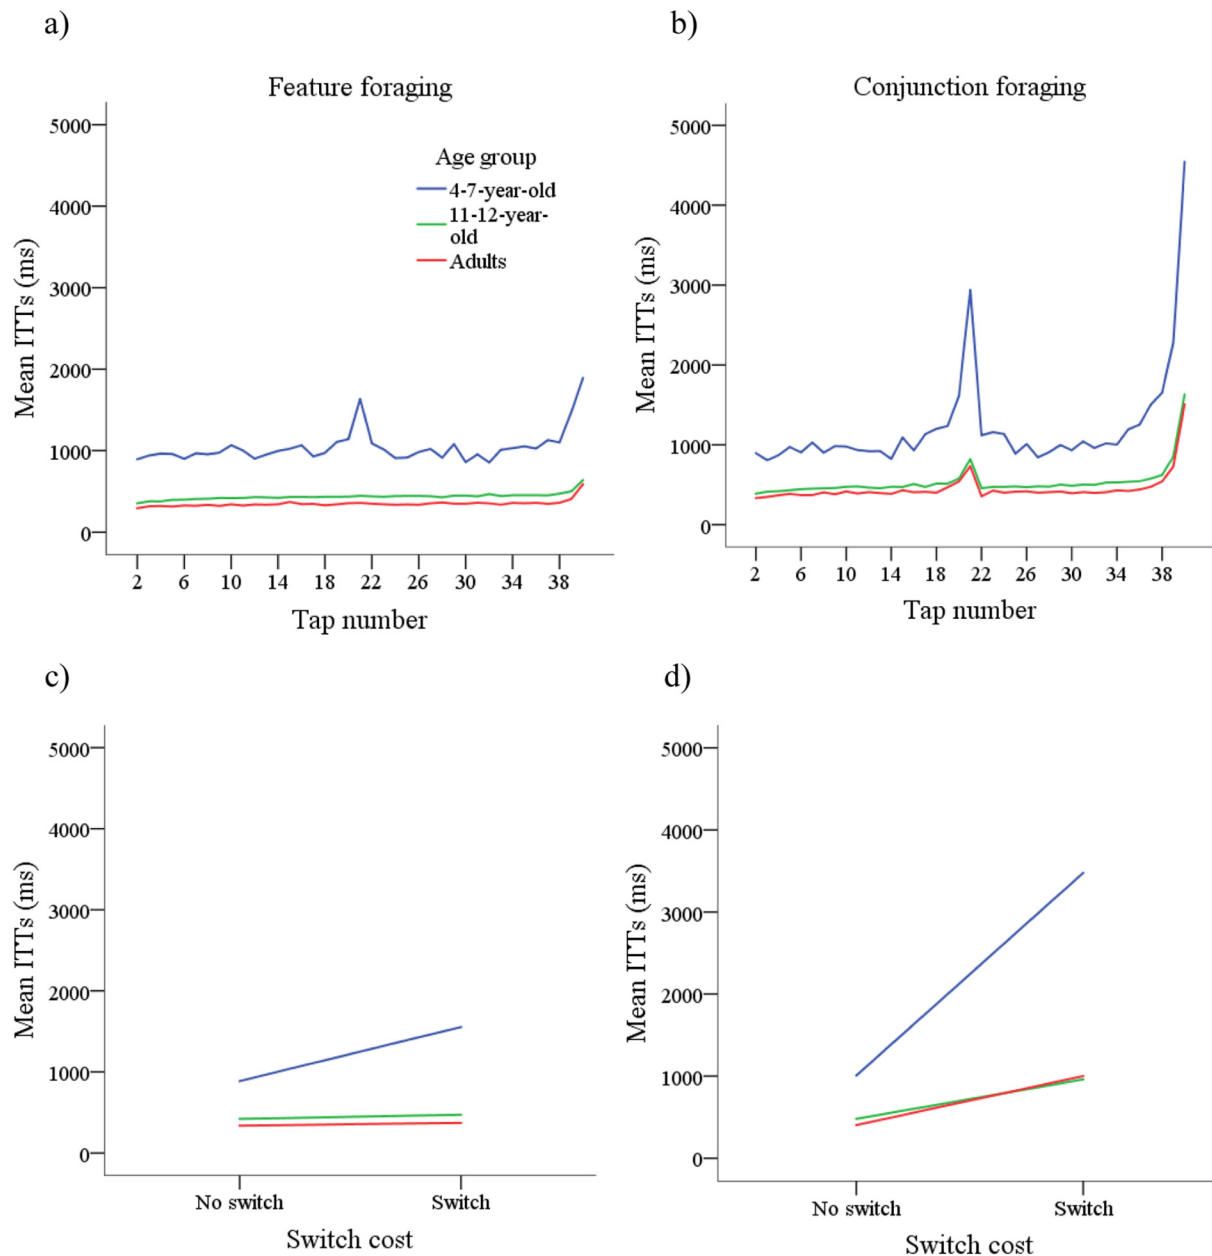 a)
Feature foraging
5000
4000
3000
2000
1000
0
Mean ITTs (ms)
Age group
4-7-year-old
11-12-year-
old
Adults
2 6 10 14 18 22 26 30 34 38
Tap number
b)
Conjunction foraging
5000
4000
3000
2000
1000
0
Mean ITTs (ms)
2 6 10 14 18 22 26 30 34 38
Tap number
c)
5000
4000
3000
2000
1000
0
Mean ITTs (ms)
No switch Switch
Switch cost
d)
5000
4000
3000
2000
1000
0
Mean ITTs (ms)
No switch Switch
Switch cost